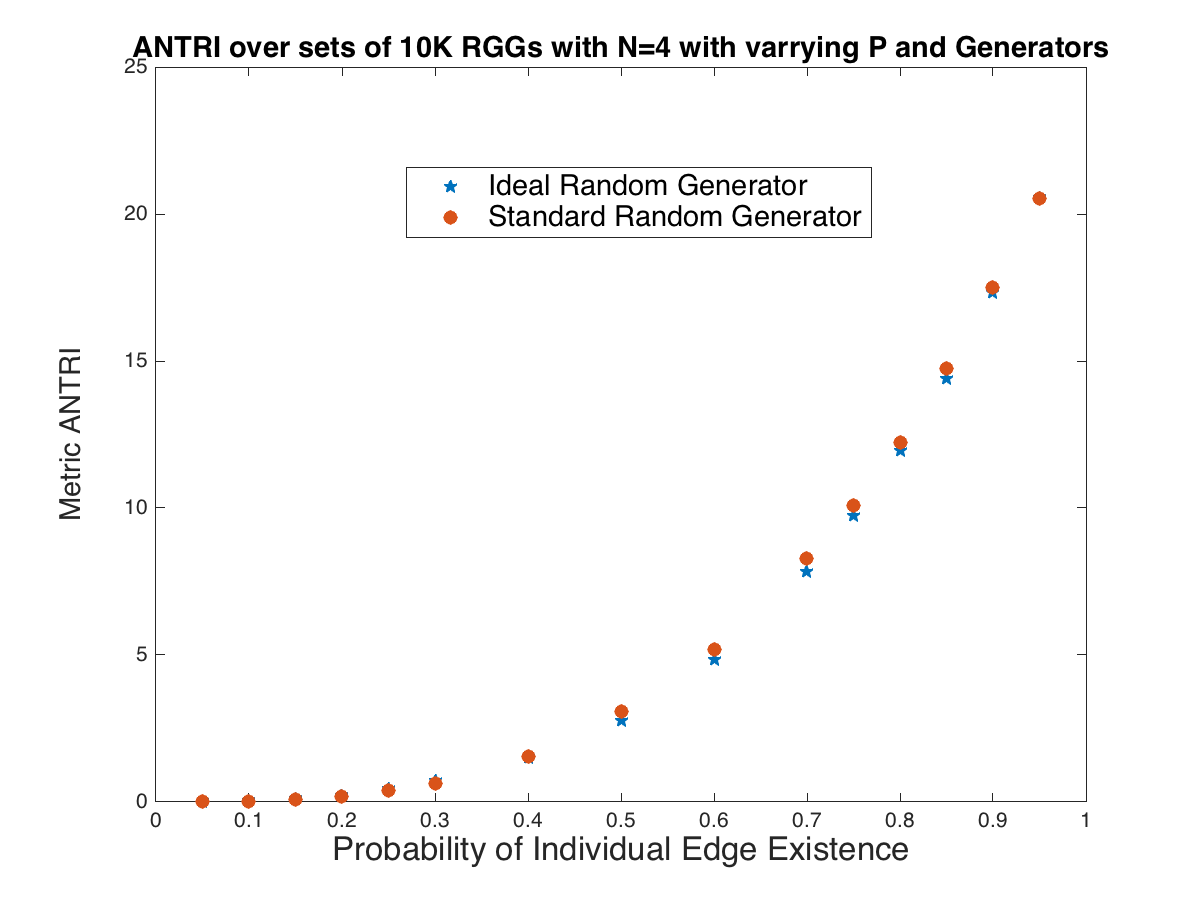 ANTRI over sets of 10K RGGs with N=4 with varrying P and Generators
25
20
15
10
5
0
Metric ANTRI
Ideal Random Generator
Standard Random Generator
0 0.1 0.2 0.3 0.4 0.5 0.6 0.7 0.8 0.9 1
Probability of Individual Edge Existence